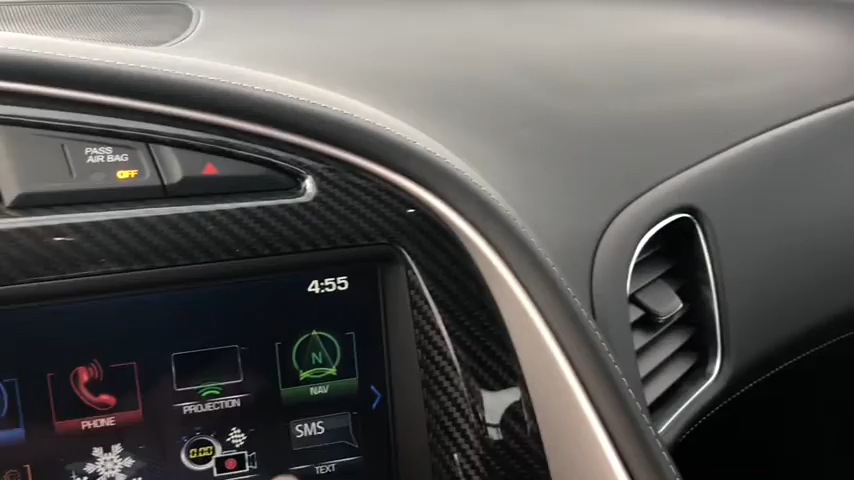 PASS
AIR BAG
OFF
4:55
PHONE
PROJECTION
N
NAV
0:00
SMS
TEXT